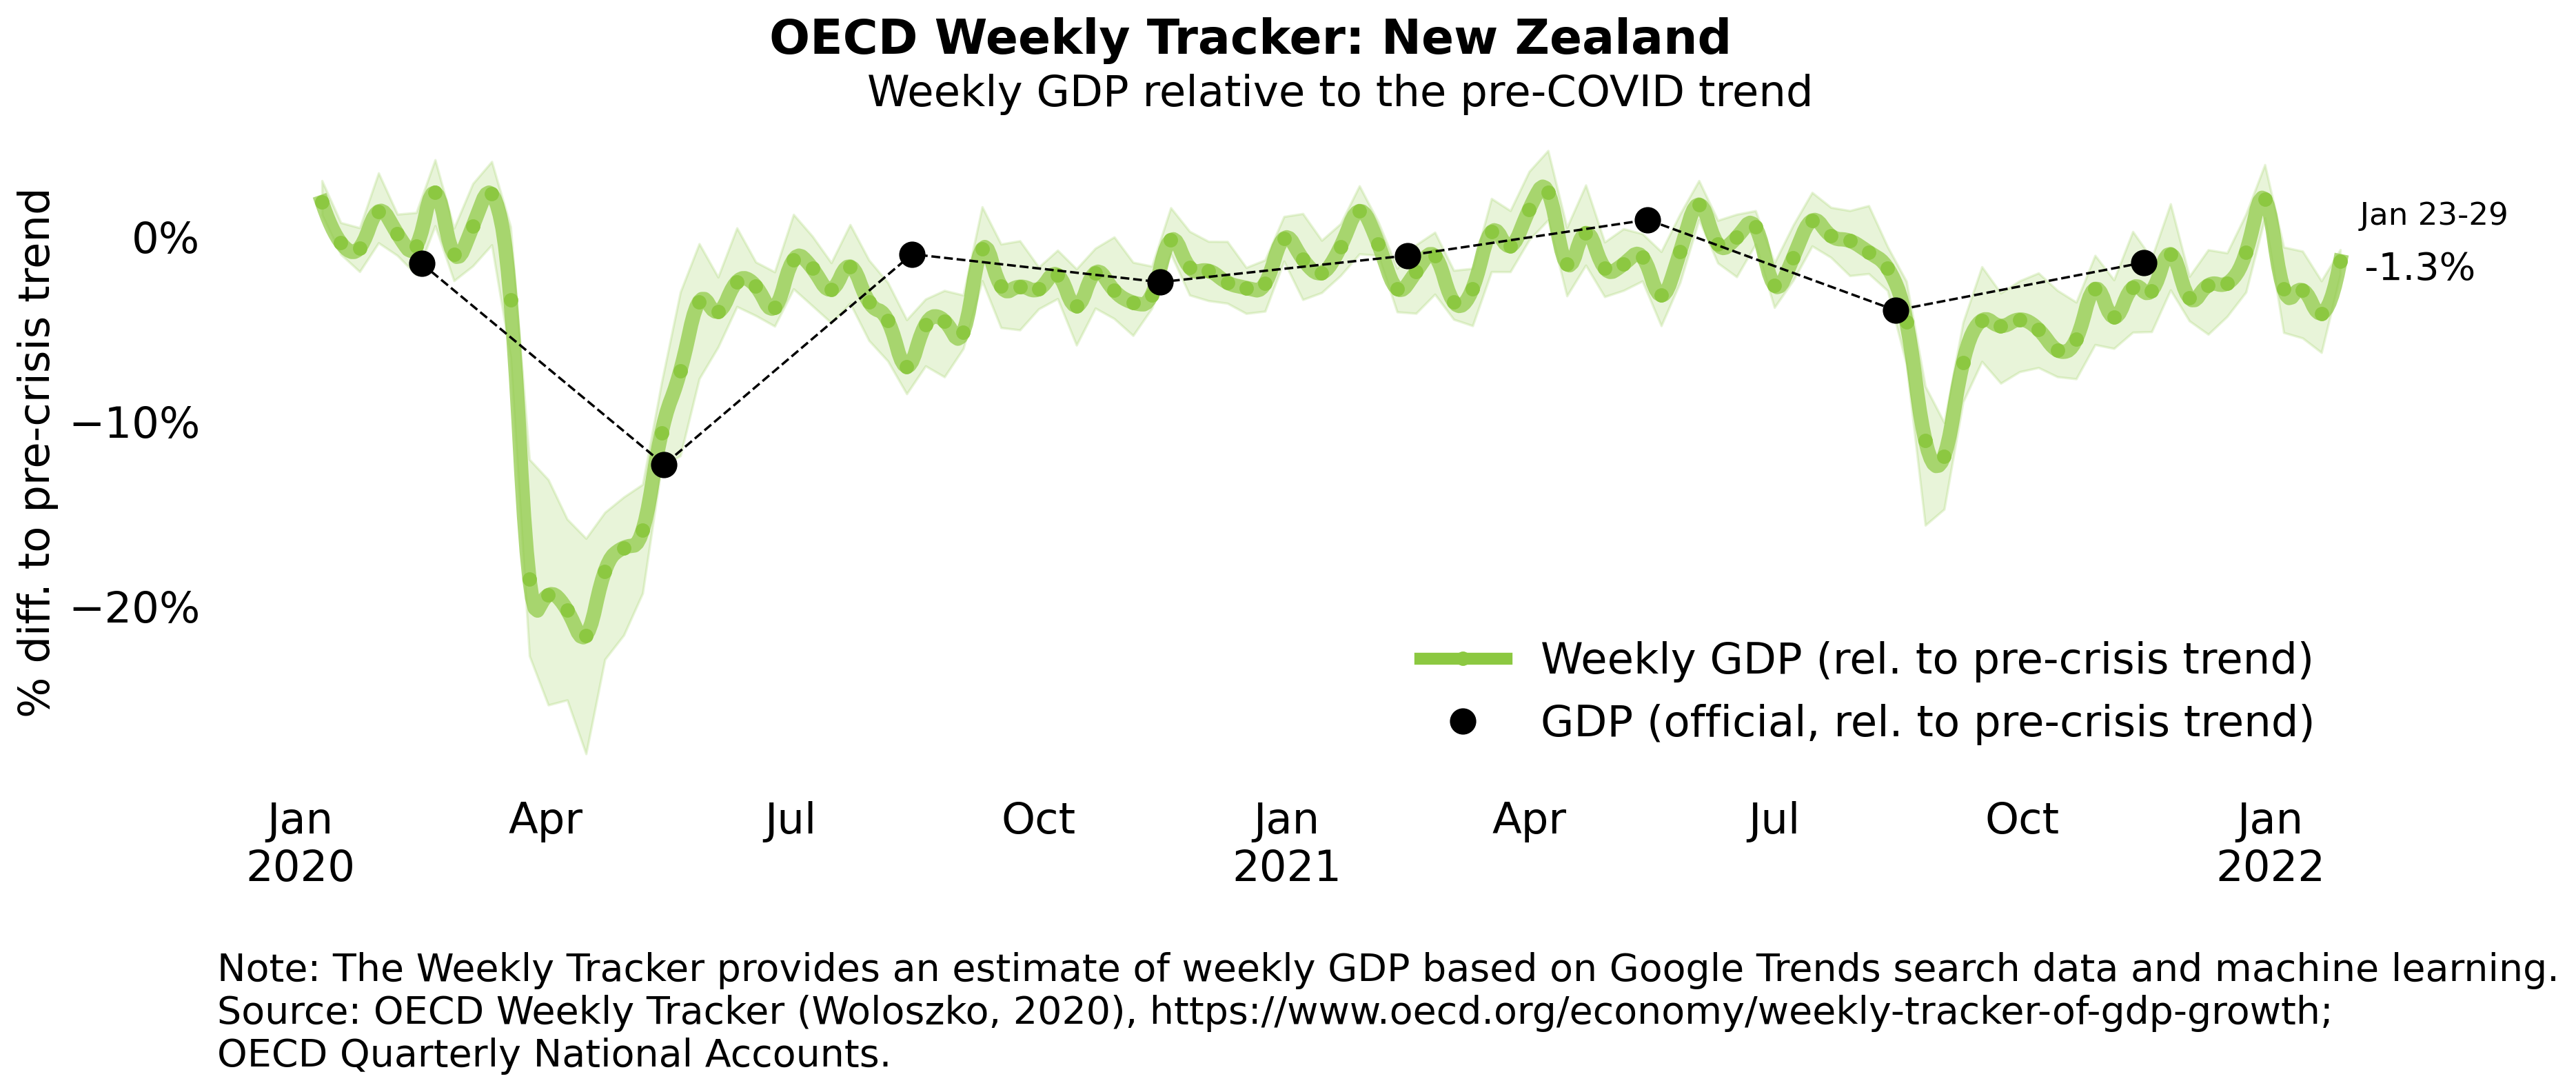 OECD Weekly Tracker: New Zealand
Weekly GDP relative to the pre-COVID trend
% diff. to pre-crisis trend
0%
−10%
−20%
Jan 23-29
-1.3%
Weekly GDP (rel. to pre-crisis trend)
GDP (official, rel. to pre-crisis trend)
Jan Apr Jul Oct Jan Apr Jul Oct Jan
2020 2021 2022
Note: The Weekly Tracker provides an estimate of weekly GDP based on Google Trends search data and machine learning.
Source: OECD Weekly Tracker (Woloszko, 2020), https://www.oecd.org/economy/weekly-tracker-of-gdp-growth;
OECD Quarterly National Accounts.